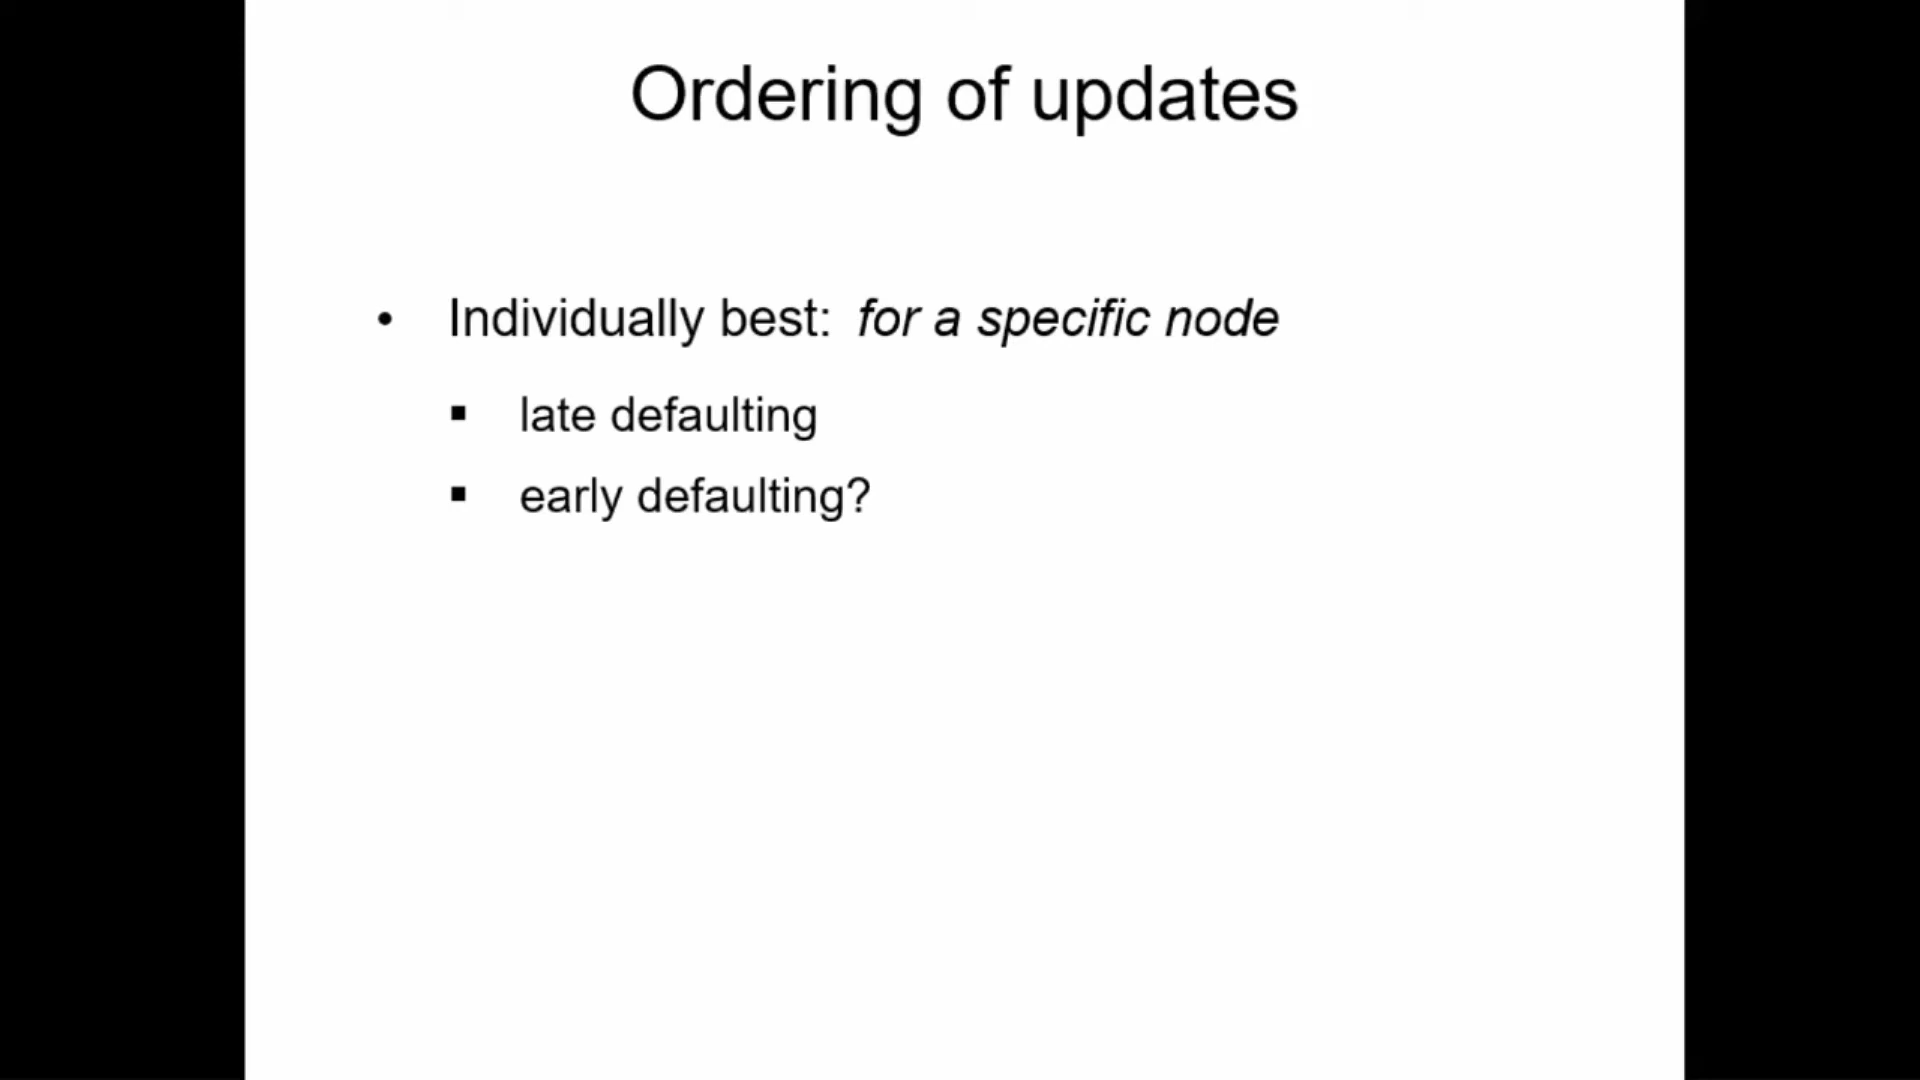 Ordering of updates
• Individually best: for a specific node
▪ late defaulting
▪ early defaulting?